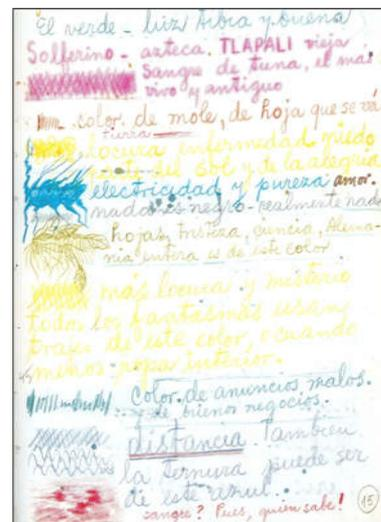 El verde - luz tibia y buena
Solferino - azteca. TLAPALI vieja
sangre de tuna, el más
vivo y antiguo
color de mole, de hoja que se va
tierra
locura enfermedad miedo
parte del sol y de la alegría
electricidad y pureza amor.
nada es negro - realmente nada
hojas, tristeza, ciencia, Alema-
nia entera es de este color
más locura y misterio
todos los fantasmas usan
trajes de este color, o cuando
menos ropa interior.
color de anuncios malos.
de buenos negocios.
distancia. Tambien
la ternura puede ser
de este azul.
sangre? Pues, quien sabe!
15